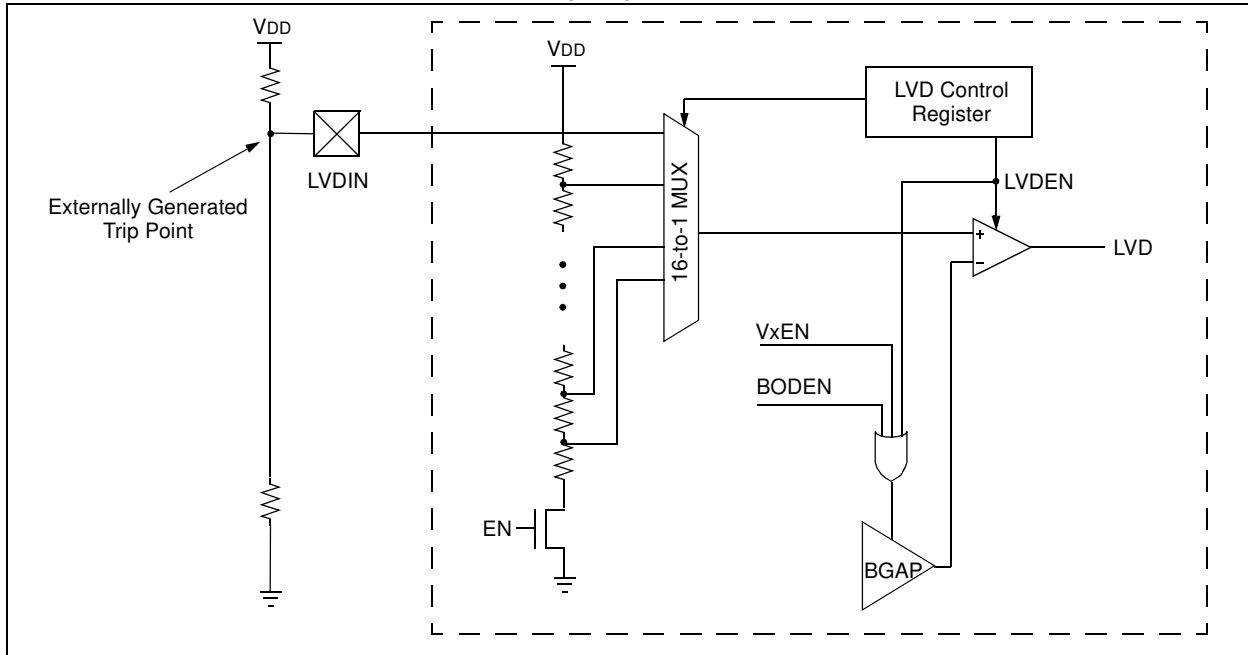 VDD
VDD
LVD Control
Register
LVDIN
16-to-1 MUX
LVDEN
Externally Generated
Trip Point
+
–
LVD
VxEN
BODEN
EN
BGAP